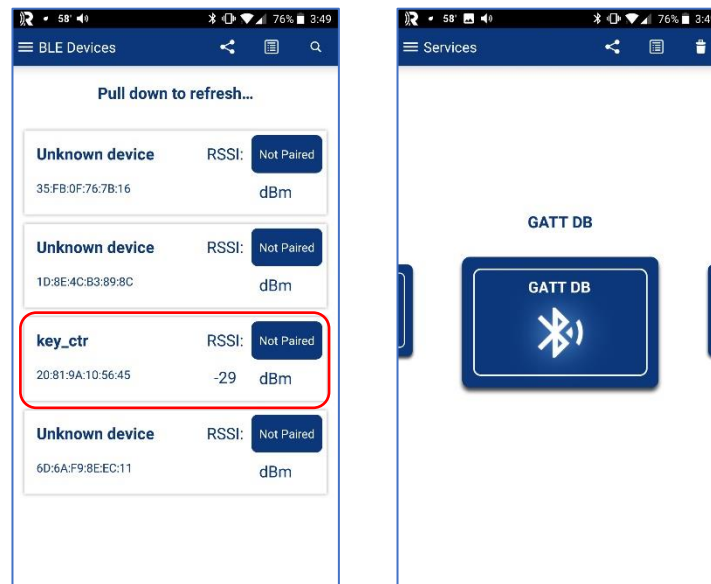 58° 76% 3:49
BLE Devices
Pull down to refresh...
Unknown device RSSI: Not Paired
35:FB:0F:76:7B:16 dBm
Unknown device RSSI: Not Paired
1D:8E:4C:B3:89:8C dBm
key_ctr RSSI: Not Paired
20:81:9A:10:56:45 -29 dBm
Unknown device RSSI: Not Paired
6D:6A:F9:8E:EC:11 dBm
58° 76% 3:4
Services
GATT DB
GATT DB